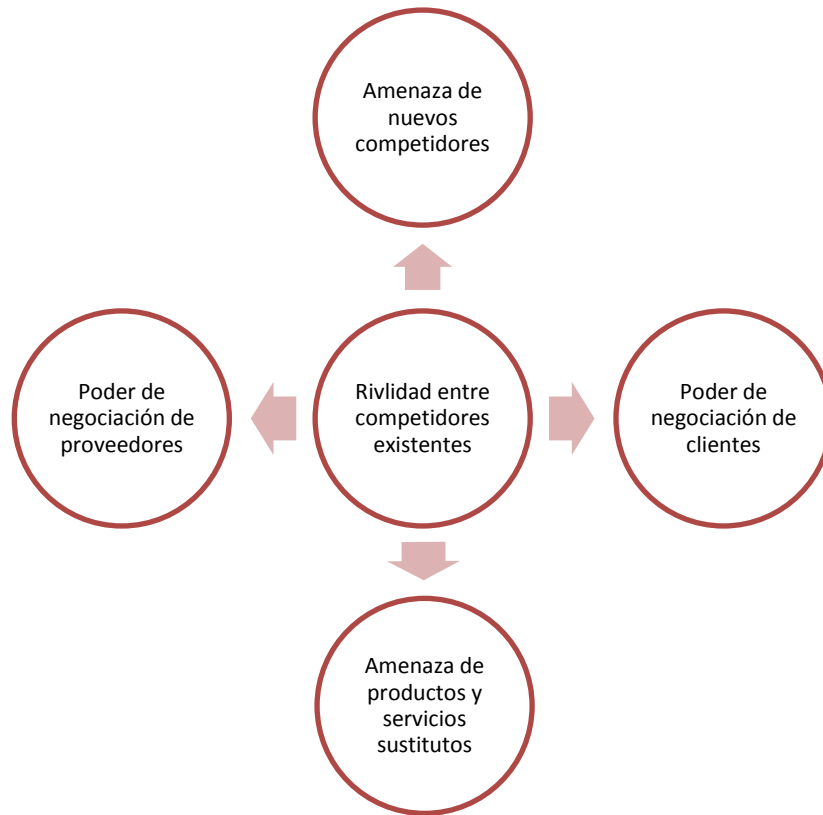 Amenaza de
nuevos
competidores
Poder de
negociación de
proveedores
Rivlidad entre
competidores
existentes
Poder de
negociación de
clientes
Amenaza de
productos y
servicios
sustitutos